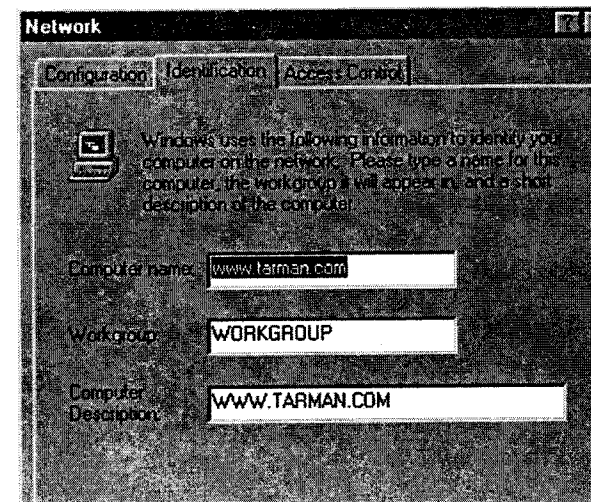 Network
Configuration Identification Access Control
Windows uses the following information to identify your
computer on the network. Please type a name for this
computer, the workgroup it will appear in, and a short
description of the computer.
Computer name: www.tarman.com
Workgroup: WORKGROUP
Computer
Description: WWW.TARMAN.COM